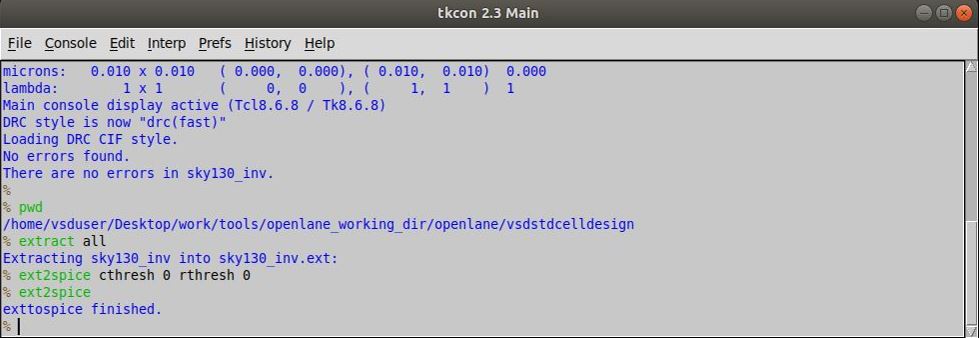 tkcon 2.3 Main
File Console Edit Interp Prefs History Help
microns:   0.010 x 0.010   ( 0.000,  0.000), ( 0.010,  0.010)  0.000
lambda:        1 x 1       (     0,  0    ), (     1,  1    )  1
Main console display active (Tcl8.6.8 / Tk8.6.8)
DRC style is now "drc(fast)"
Loading DRC CIF style.
No errors found.
There are no errors in sky130_inv.
%
% pwd
/home/vsduser/Desktop/work/tools/openlane_working_dir/openlane/vsdstdcelldesign
% extract all
Extracting sky130_inv into sky130_inv.ext:
% ext2spice cthresh 0 rthresh 0
% ext2spice
exttospice finished.
%